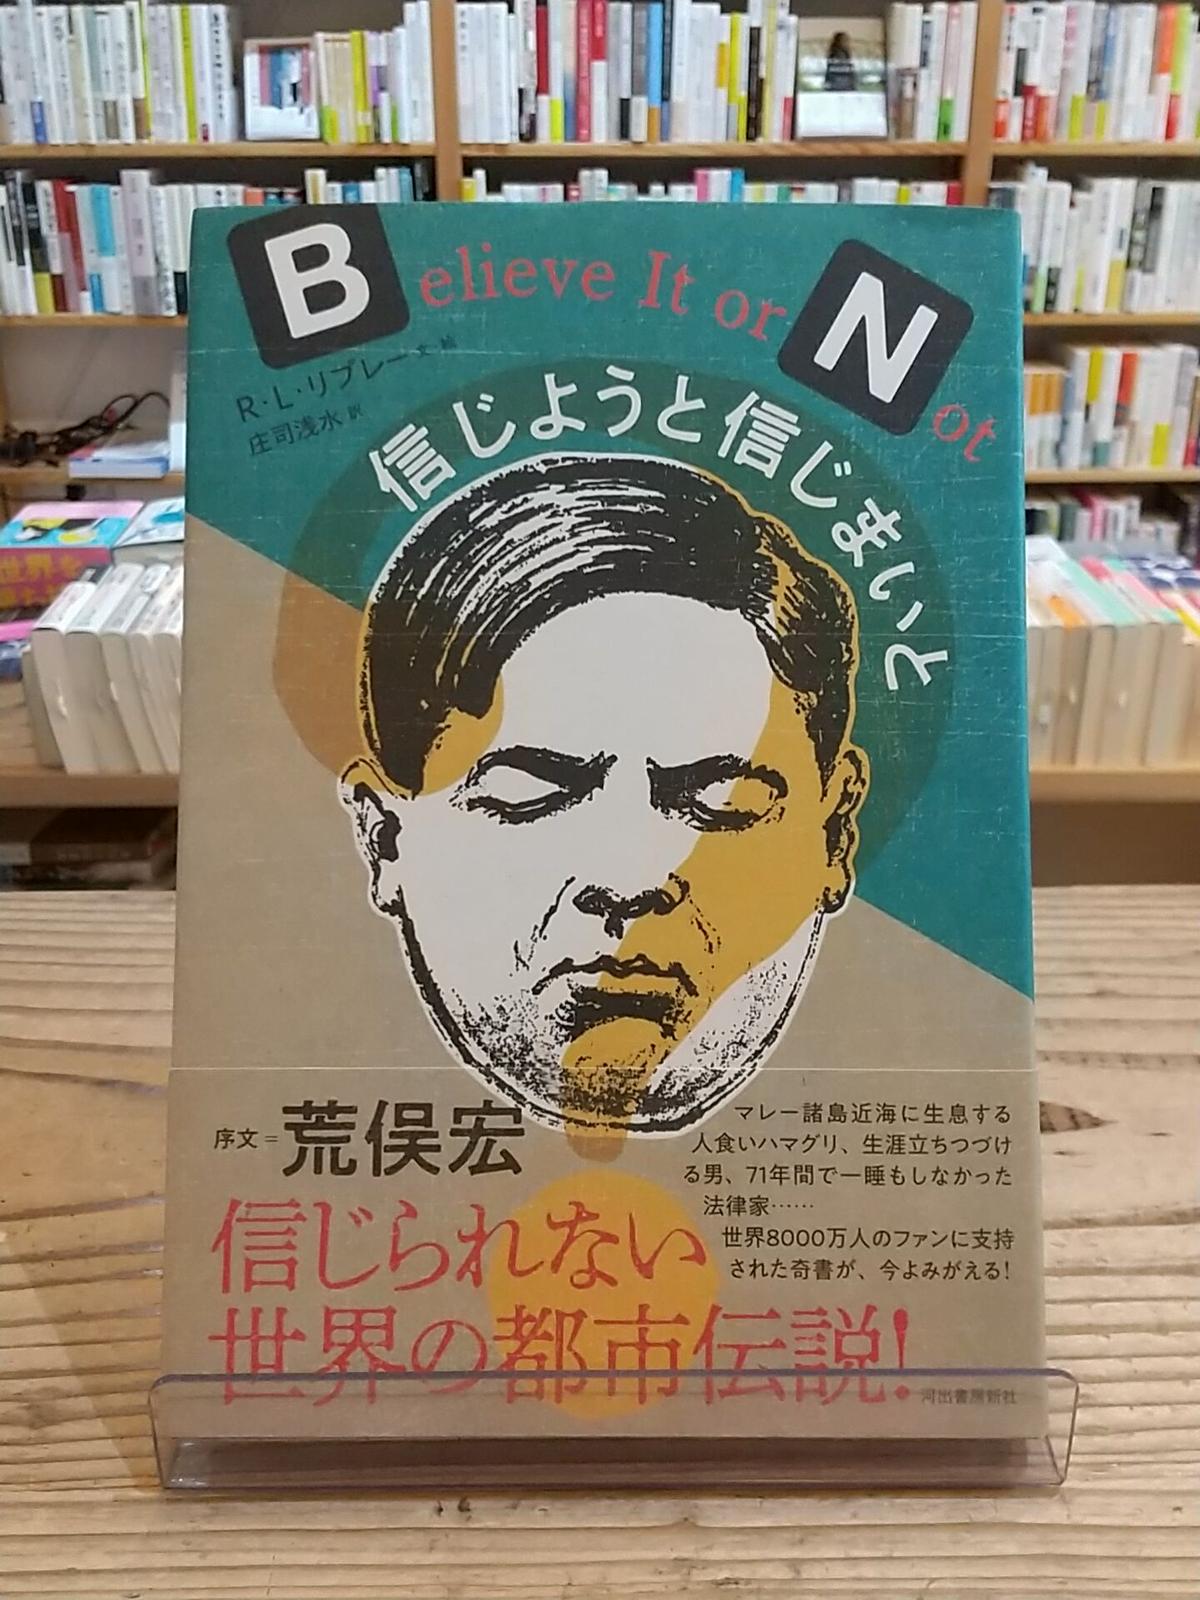 Believe It or Not
R・L・リプレー 文・絵
庄司浅水 訳
信じようと信じまいと
序文=荒俣宏
マレー諸島近海に生息する
人食いハマグリ、生涯立ちつづけ
る男、71年間で一睡もしなかった
法律家……
世界8000万人のファンに支持
された奇書が、今よみがえる!
信じられない
世界の都市伝説!
河出書房新社
世界を